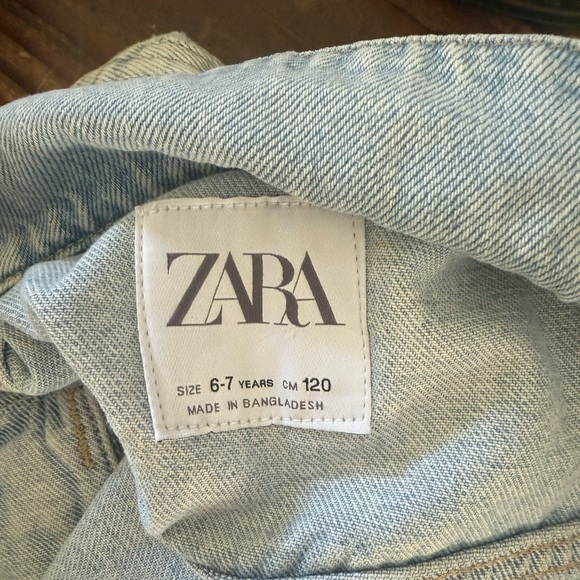 ZARA
SIZE 6-7 YEARS CM 120
MADE IN BANGLADESH